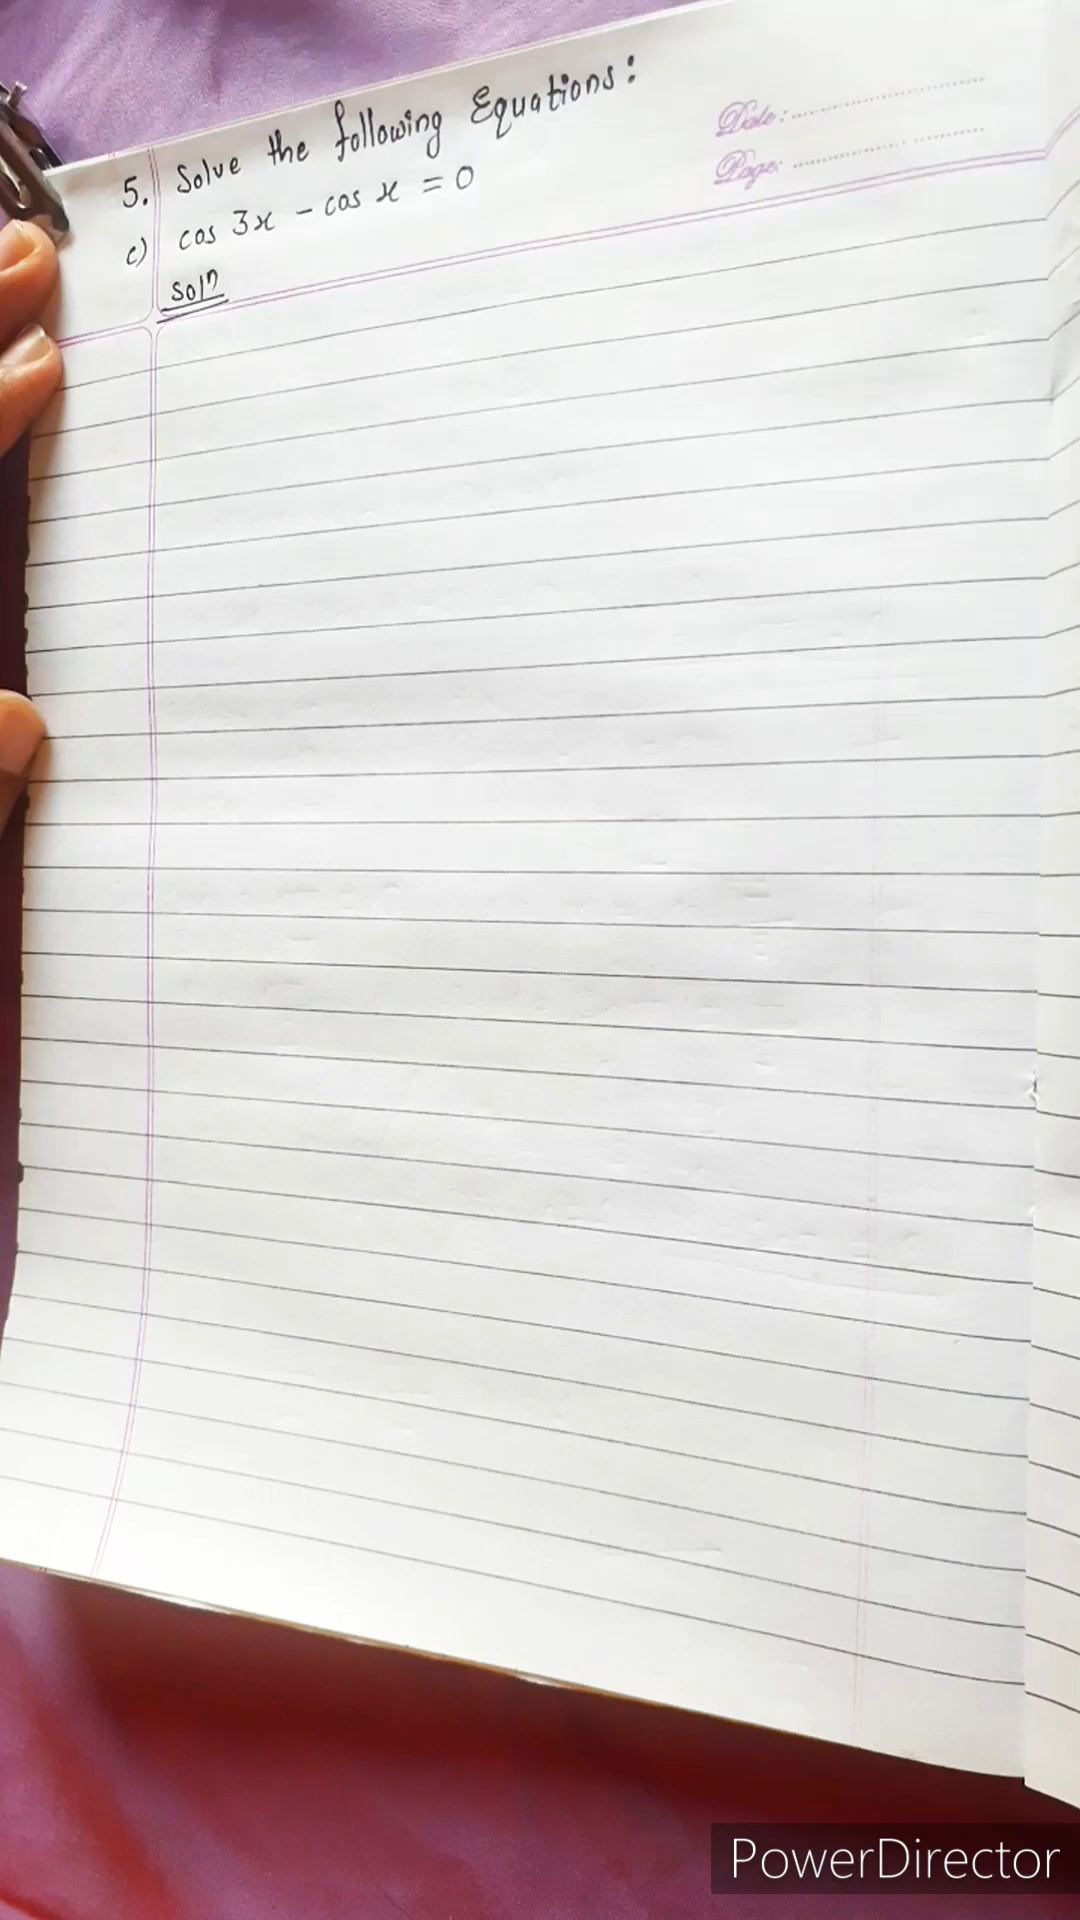 Date: ........................
Page: ........................
5. Solve the following Equations:
c) cos 3x - cos x = 0
Solⁿ
PowerDirector